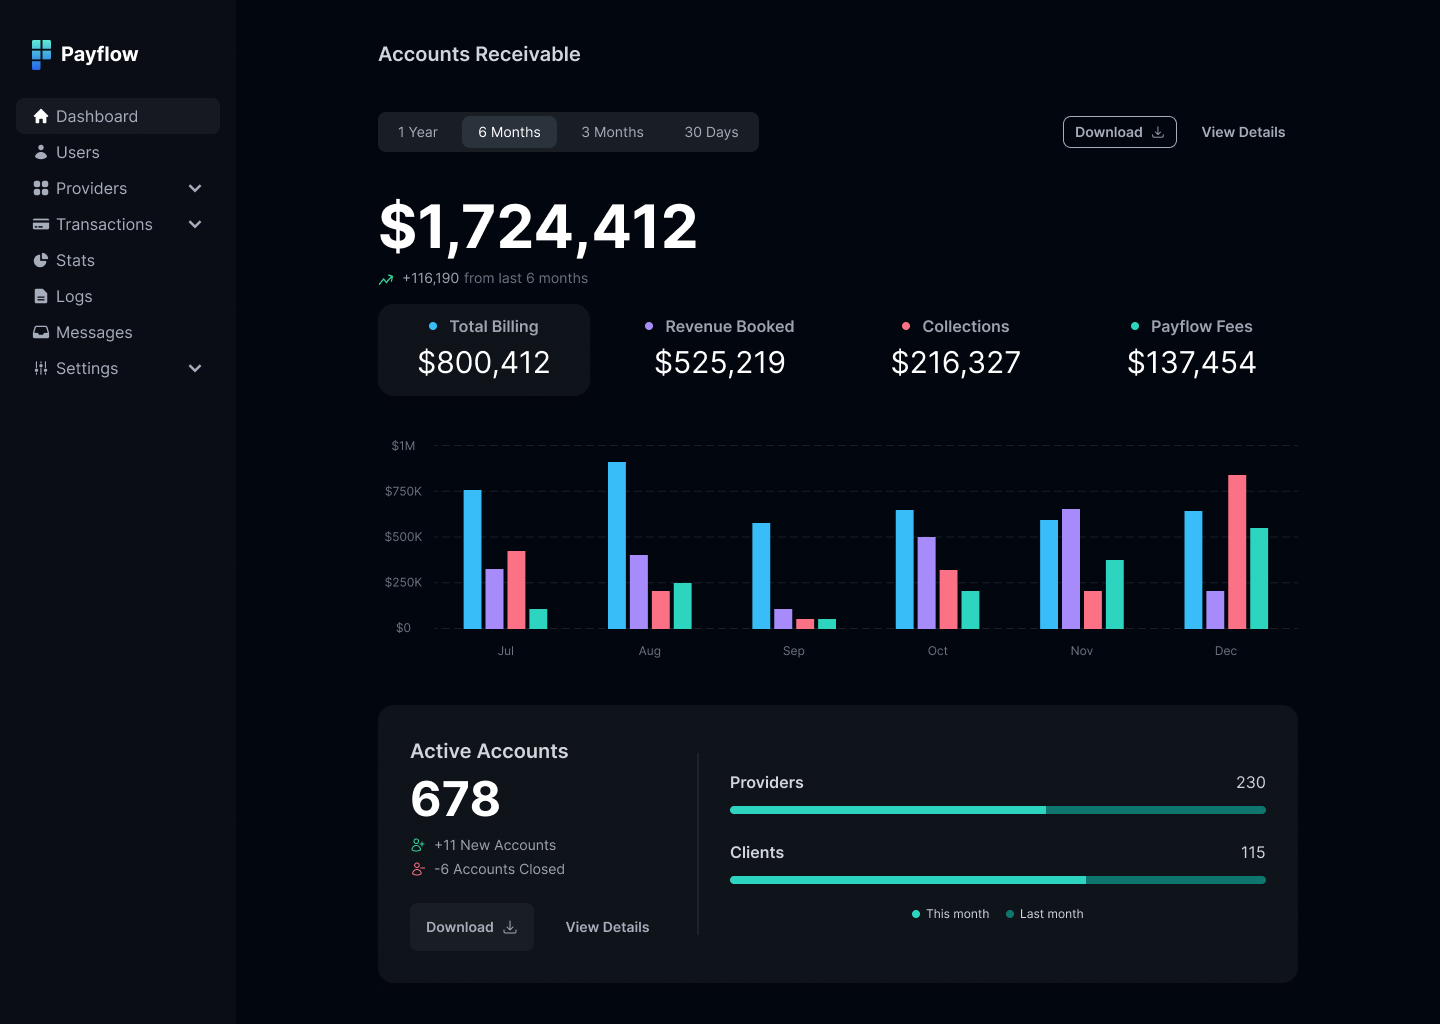 Payflow
Dashboard
Users
Providers
Transactions
Stats
Logs
Messages
Settings
Accounts Receivable
1 Year 6 Months 3 Months 30 Days Download View Details
$1,724,412
+116,190 from last 6 months
Total Billing Revenue Booked Collections Payflow Fees
$800,412 $525,219 $216,327 $137,454
$1M
$750K
$500K
$250K
$0
Jul Aug Sep Oct Nov Dec
Active Accounts
678
+11 New Accounts
-6 Accounts Closed
Download View Details
Providers 230
Clients 115
This month Last month